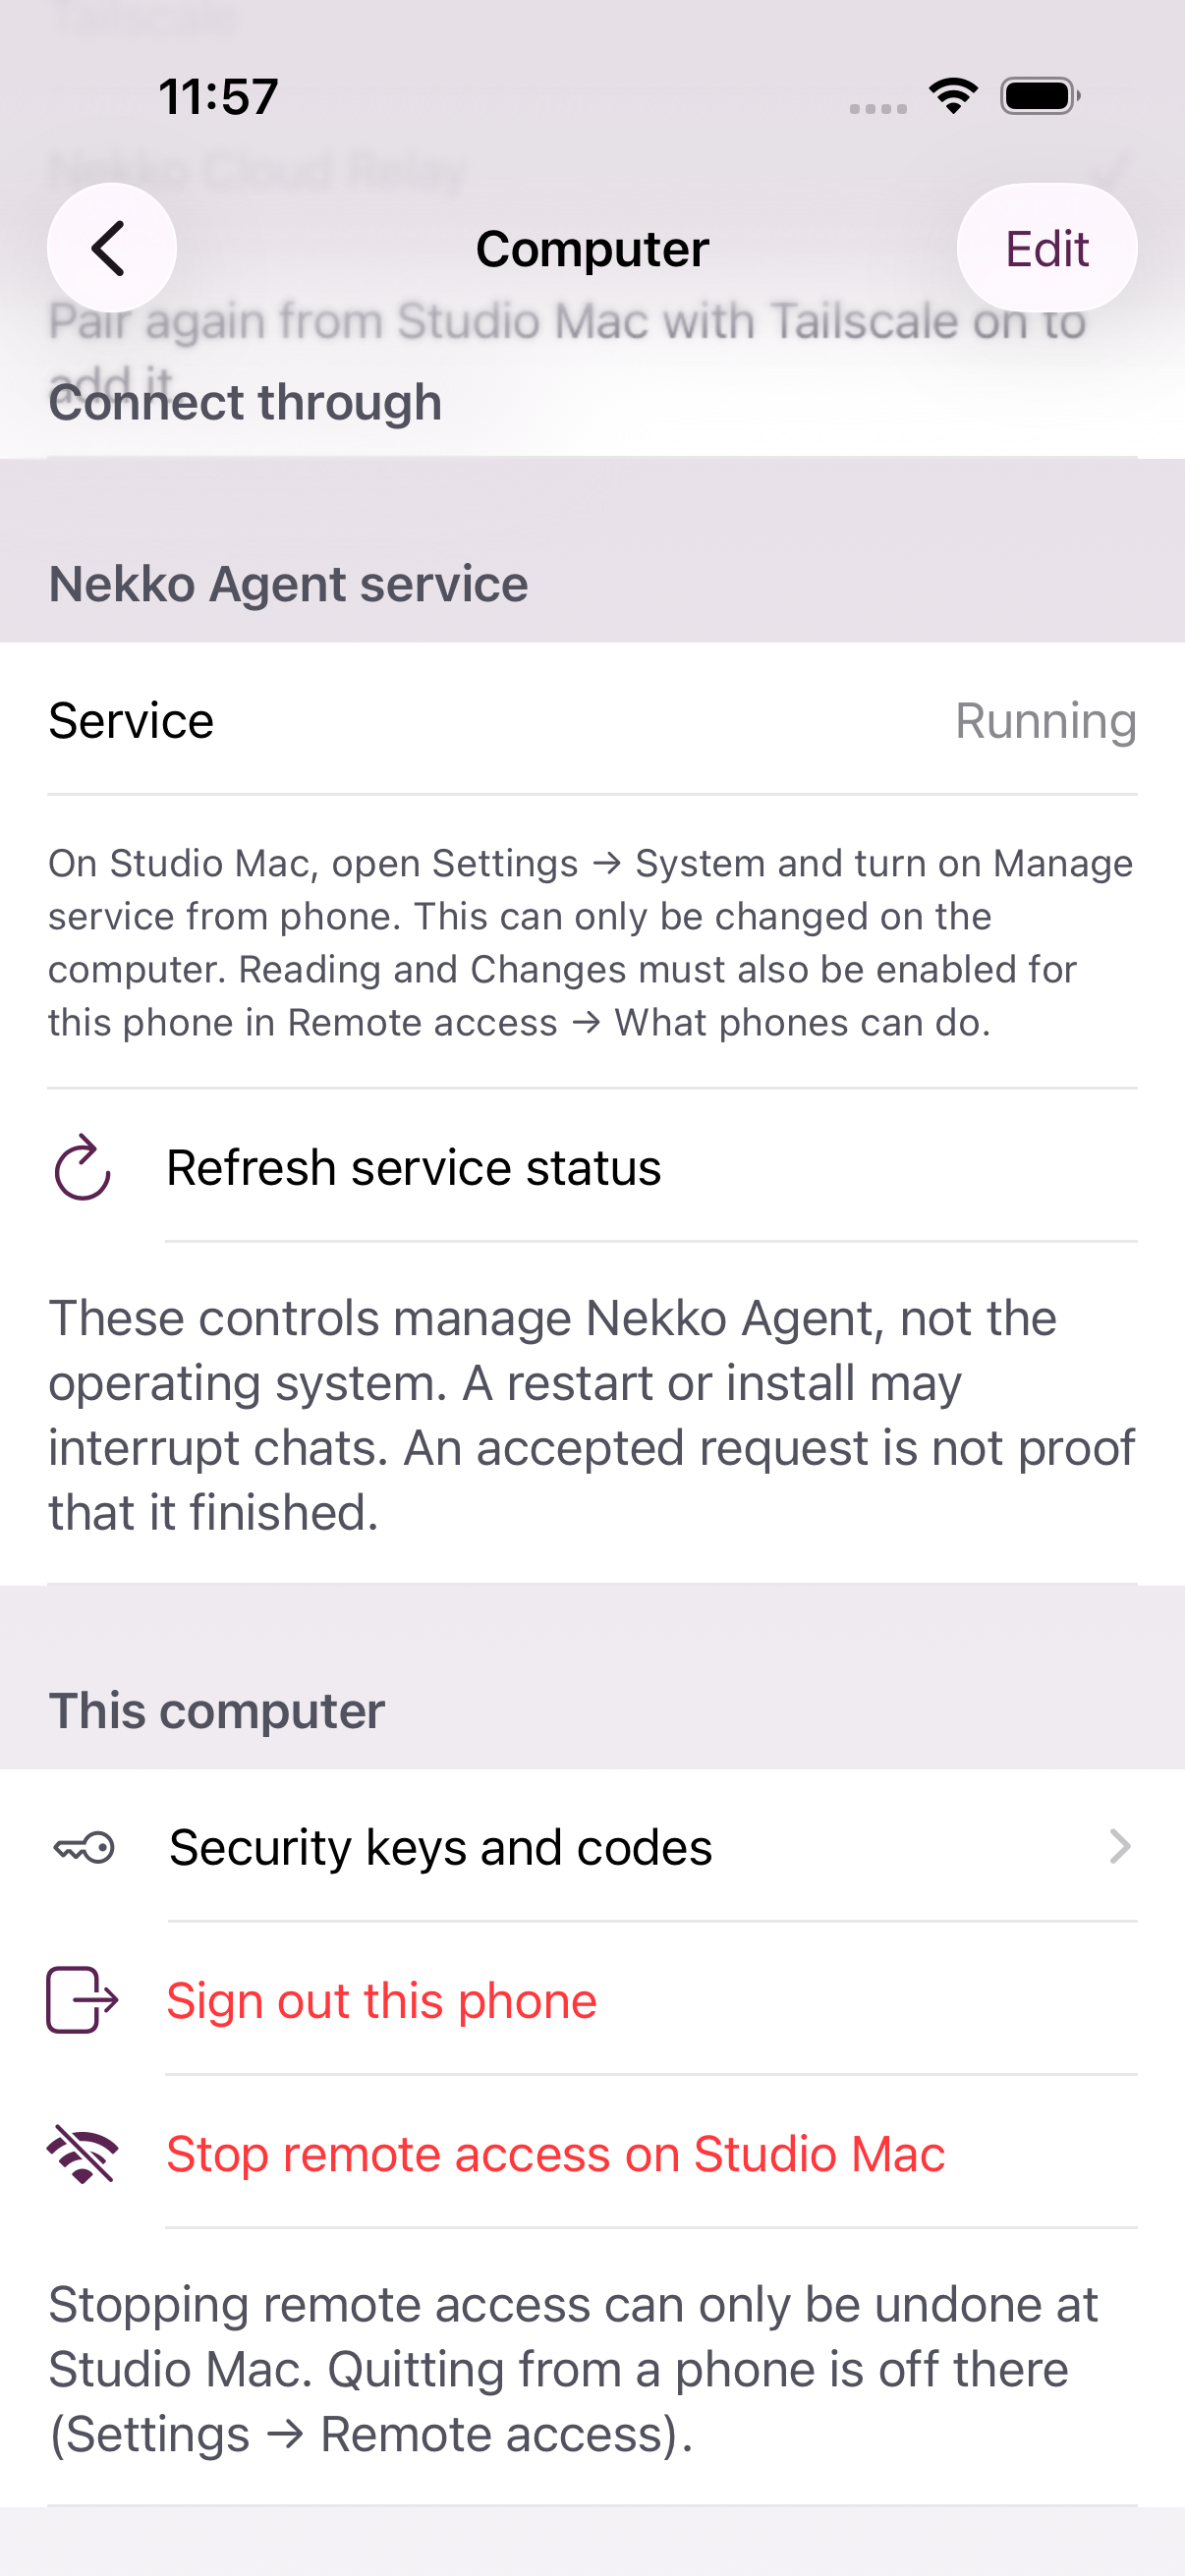 Tailscale
11:57
Nekko Cloud Relay
Computer
Edit
Pair again from Studio Mac with Tailscale on to
add it.
Connect through
Nekko Agent service
Service
Running
On Studio Mac, open Settings → System and turn on Manage
service from phone. This can only be changed on the
computer. Reading and Changes must also be enabled for
this phone in Remote access → What phones can do.
Refresh service status
These controls manage Nekko Agent, not the
operating system. A restart or install may
interrupt chats. An accepted request is not proof
that it finished.
This computer
Security keys and codes
Sign out this phone
Stop remote access on Studio Mac
Stopping remote access can only be undone at
Studio Mac. Quitting from a phone is off there
(Settings → Remote access).